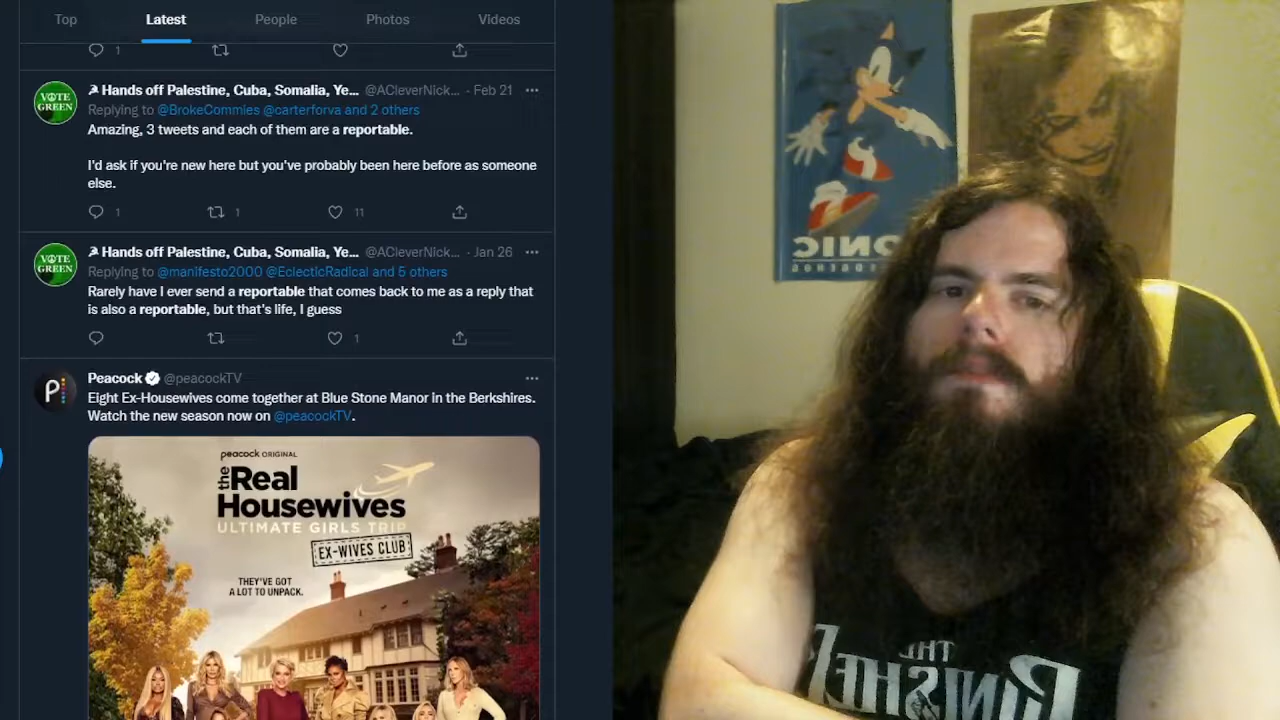 Top Latest People Photos Videos
1
Hands off Palestine, Cuba, Somalia, Ye... @ACleverNick... · Feb 21
VOTE
GREEN
Replying to @BrokeCommies @carterforva and 2 others
Amazing, 3 tweets and each of them are a reportable.
I'd ask if you're new here but you've probably been here before as someone
else.
1 1 11
Hands off Palestine, Cuba, Somalia, Ye... @ACleverNick... · Jan 26
VOTE
GREEN
Replying to @manifesto2000 @EclecticRadical and 5 others
Rarely have I ever send a reportable that comes back to me as a reply that
is also a reportable, but that's life, I guess
1
Peacock @peacockTV
P
Eight Ex-Housewives come together at Blue Stone Manor in the Berkshires.
Watch the new season now on @peacockTV.
peacock ORIGINAL
the Real
Housewives
ULTIMATE GIRLS TRIP
EX-WIVES CLUB
THEY'VE GOT
A LOT TO UNPACK.
SONIC
THE
PUNISHER